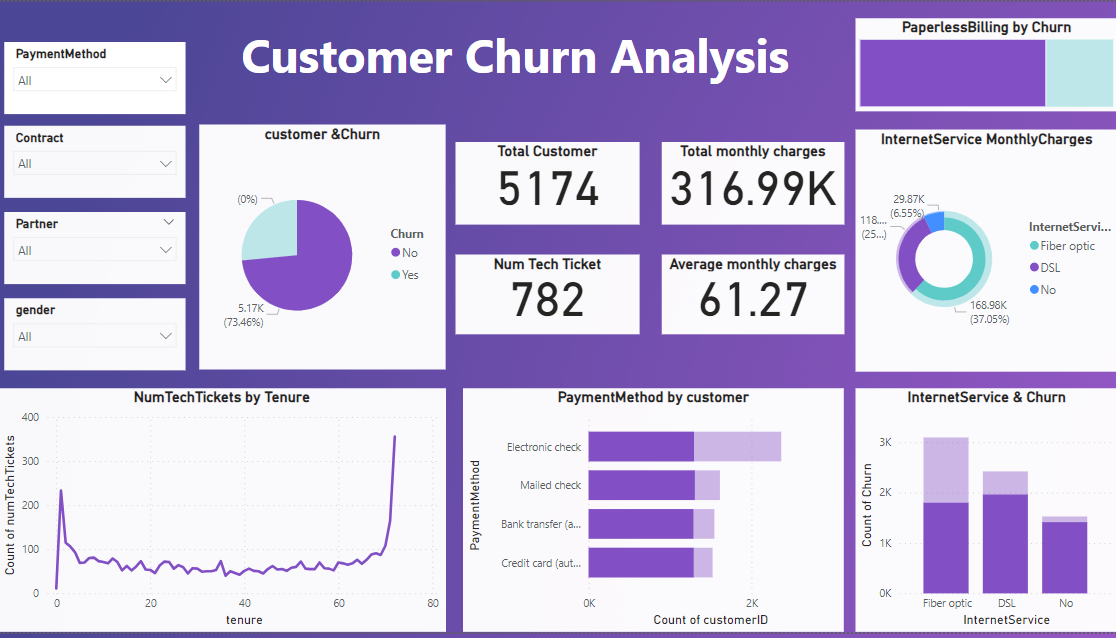 Customer Churn Analysis
PaymentMethod
All
Contract
All
Partner
All
gender
All
customer &Churn
(0%)
5.17K
(73.46%)
Churn
No
Yes
Total Customer
5174
Total monthly charges
316.99K
Num Tech Ticket
782
Average monthly charges
61.27
PaperlessBilling by Churn
InternetService MonthlyCharges
29.87K
(6.55%)
118....
(25...)
168.98K
(37.05%)
InternetServi...
Fiber optic
DSL
No
NumTechTickets by Tenure
Count of numTechTickets
400
300
200
100
0
0 20 40 60 80
tenure
PaymentMethod by customer
PaymentMethod
Electronic check
Mailed check
Bank transfer (a...
Credit card (aut...
0K 2K
Count of customerID
InternetService & Churn
Count of Churn
3K
2K
1K
0K
Fiber optic DSL No
InternetService